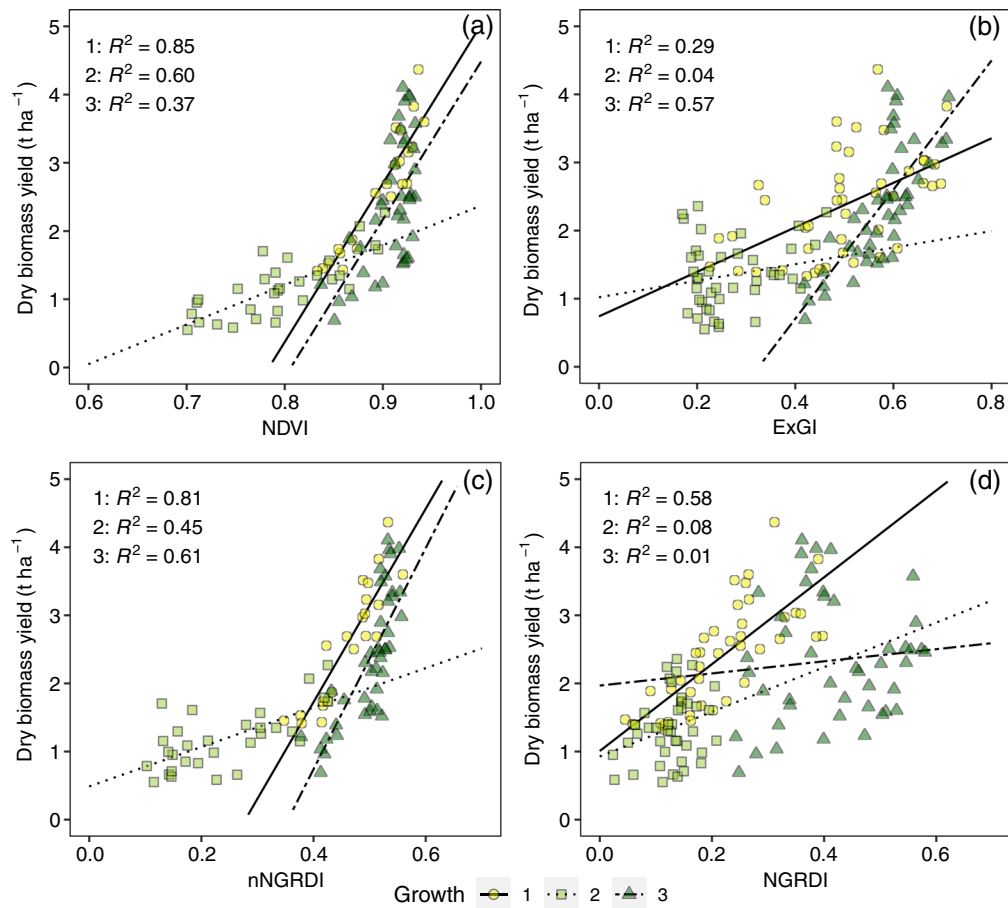 (a)
1: R² = 0.85
2: R² = 0.60
3: R² = 0.37
Dry biomass yield (t ha⁻¹)
5
4
3
2
1
0
0.6 0.7 0.8 0.9 1.0
NDVI
(b)
1: R² = 0.29
2: R² = 0.04
3: R² = 0.57
Dry biomass yield (t ha⁻¹)
5
4
3
2
1
0
0.0 0.2 0.4 0.6 0.8
ExGI
(c)
1: R² = 0.81
2: R² = 0.45
3: R² = 0.61
Dry biomass yield (t ha⁻¹)
5
4
3
2
1
0
0.0 0.2 0.4 0.6
nNGRDI
(d)
1: R² = 0.58
2: R² = 0.08
3: R² = 0.01
Dry biomass yield (t ha⁻¹)
5
4
3
2
1
0
0.0 0.2 0.4 0.6
NGRDI
Growth 1 2 3